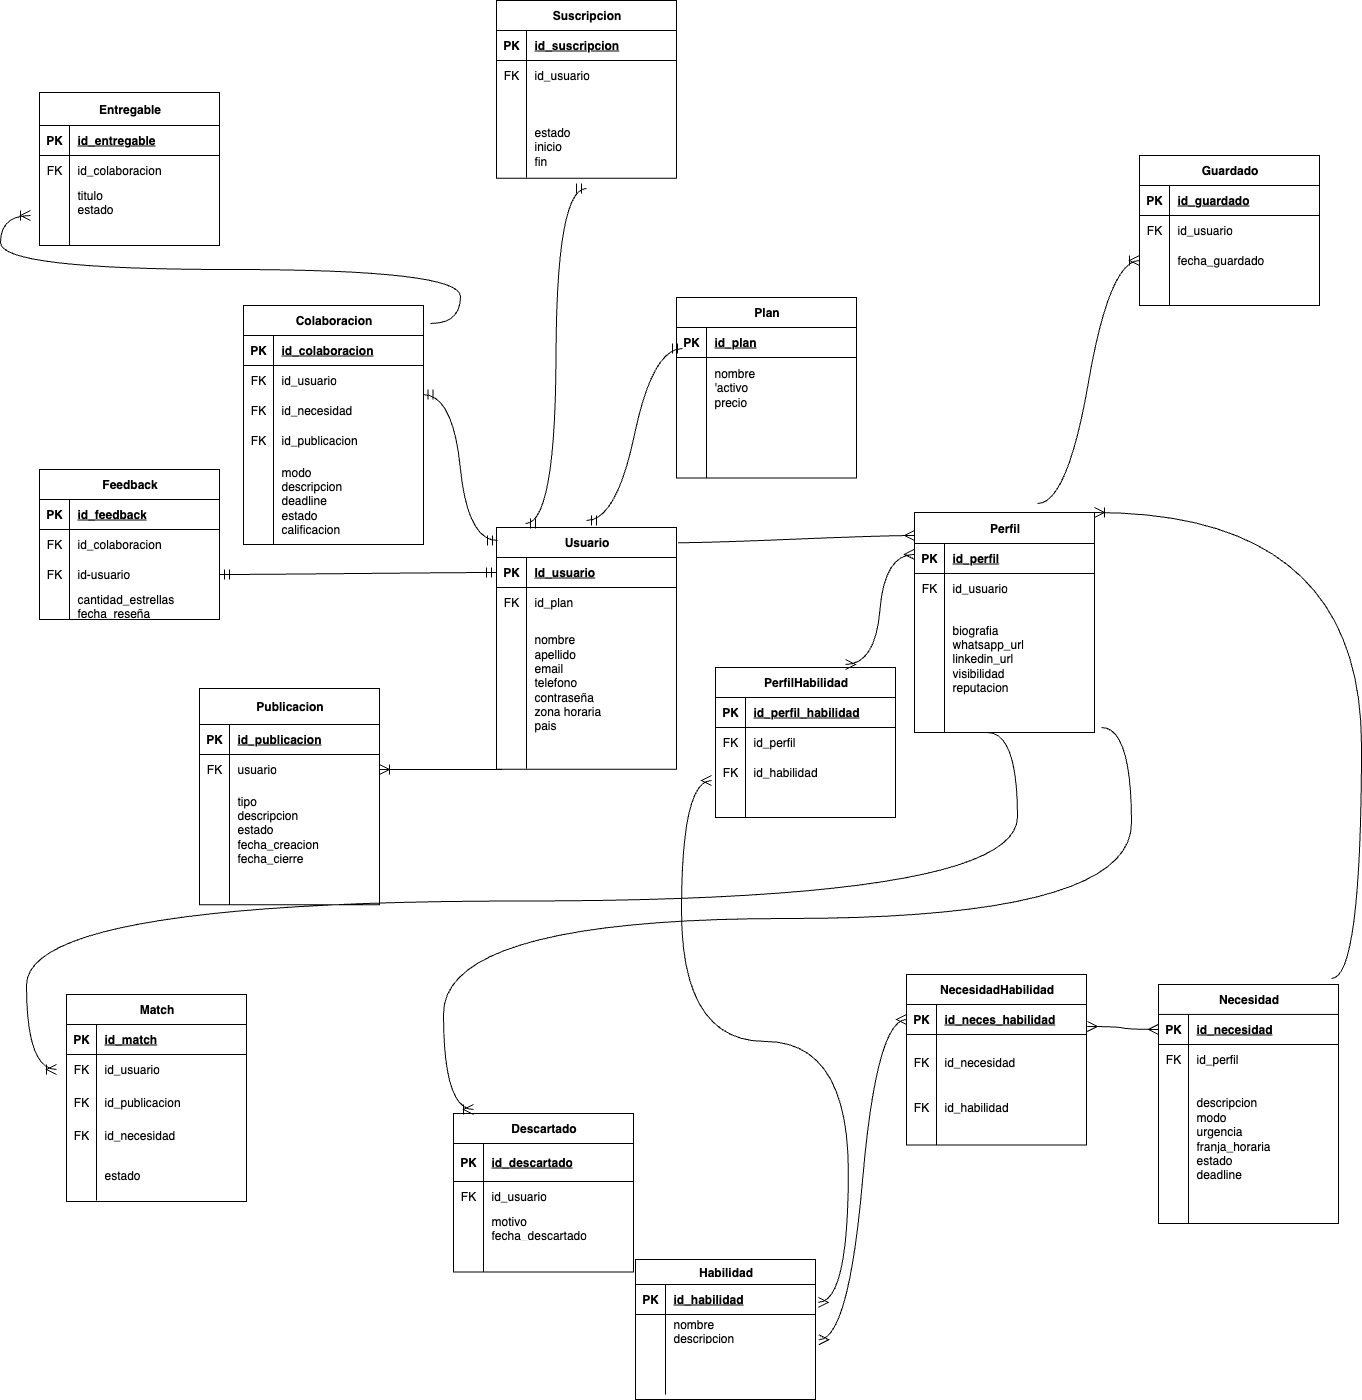 Suscripcion
PK id_suscripcion
FK id_usuario
estado
inicio
fin
Entregable
PK id_entregable
FK id_colaboracion
titulo
estado
Guardado
PK id_guardado
FK id_usuario
fecha_guardado
Colaboracion
PK id_colaboracion
FK id_usuario
FK id_necesidad
FK id_publicacion
modo
descripcion
deadline
estado
calificacion
Plan
PK id_plan
nombre
'activo
precio
Feedback
PK id_feedback
FK id_colaboracion
FK id-usuario
cantidad_estrellas
fecha_reseña
Usuario
PK Id_usuario
FK id_plan
nombre
apellido
email
telefono
contraseña
zona horaria
pais
Perfil
PK id_perfil
FK id_usuario
biografia
whatsapp_url
linkedin_url
visibilidad
reputacion
PerfilHabilidad
PK id_perfil_habilidad
FK id_perfil
FK id_habilidad
Publicacion
PK id_publicacion
FK usuario
tipo
descripcion
estado
fecha_creacion
fecha_cierre
Match
PK id_match
FK id_usuario
FK id_publicacion
FK id_necesidad
estado
NecesidadHabilidad
PK id_neces_habilidad
FK id_necesidad
FK id_habilidad
Necesidad
PK id_necesidad
FK id_perfil
descripcion
modo
urgencia
franja_horaria
estado
deadline
Descartado
PK id_descartado
FK id_usuario
motivo
fecha_descartado
Habilidad
PK id_habilidad
nombre
descripcion